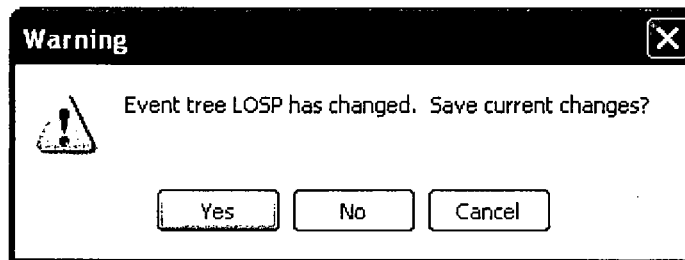 Warning
Event tree LOSP has changed.  Save current changes?
Yes No Cancel